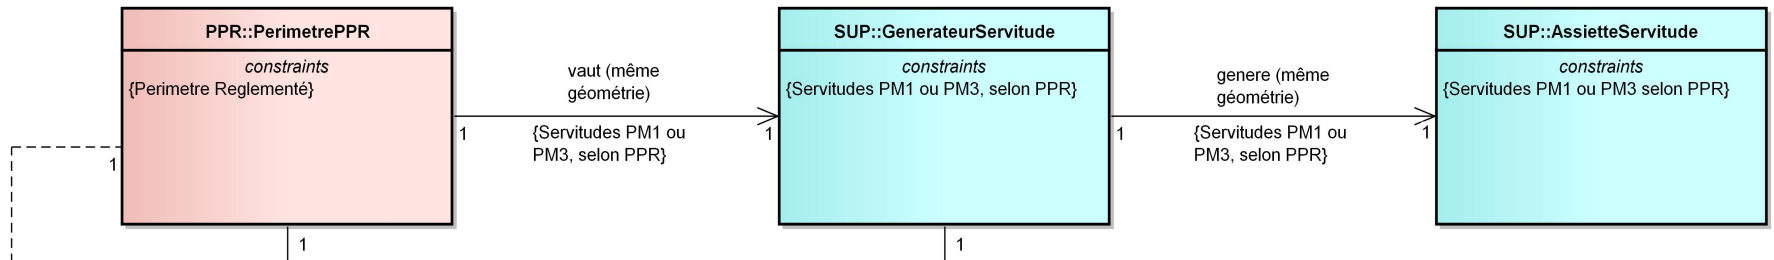 PPR::PerimetrePPR
constraints
{Perimetre Reglementé}
1
1
vaut (même
géométrie)
1
1
{Servitudes PM1 ou
PM3, selon PPR}
SUP::GenerateurServitude
constraints
{Servitudes PM1 ou PM3, selon PPR}
1
genere (même
géométrie)
1
1
{Servitudes PM1 ou
PM3, selon PPR}
SUP::AssietteServitude
constraints
{Servitudes PM1 ou PM3 selon PPR}